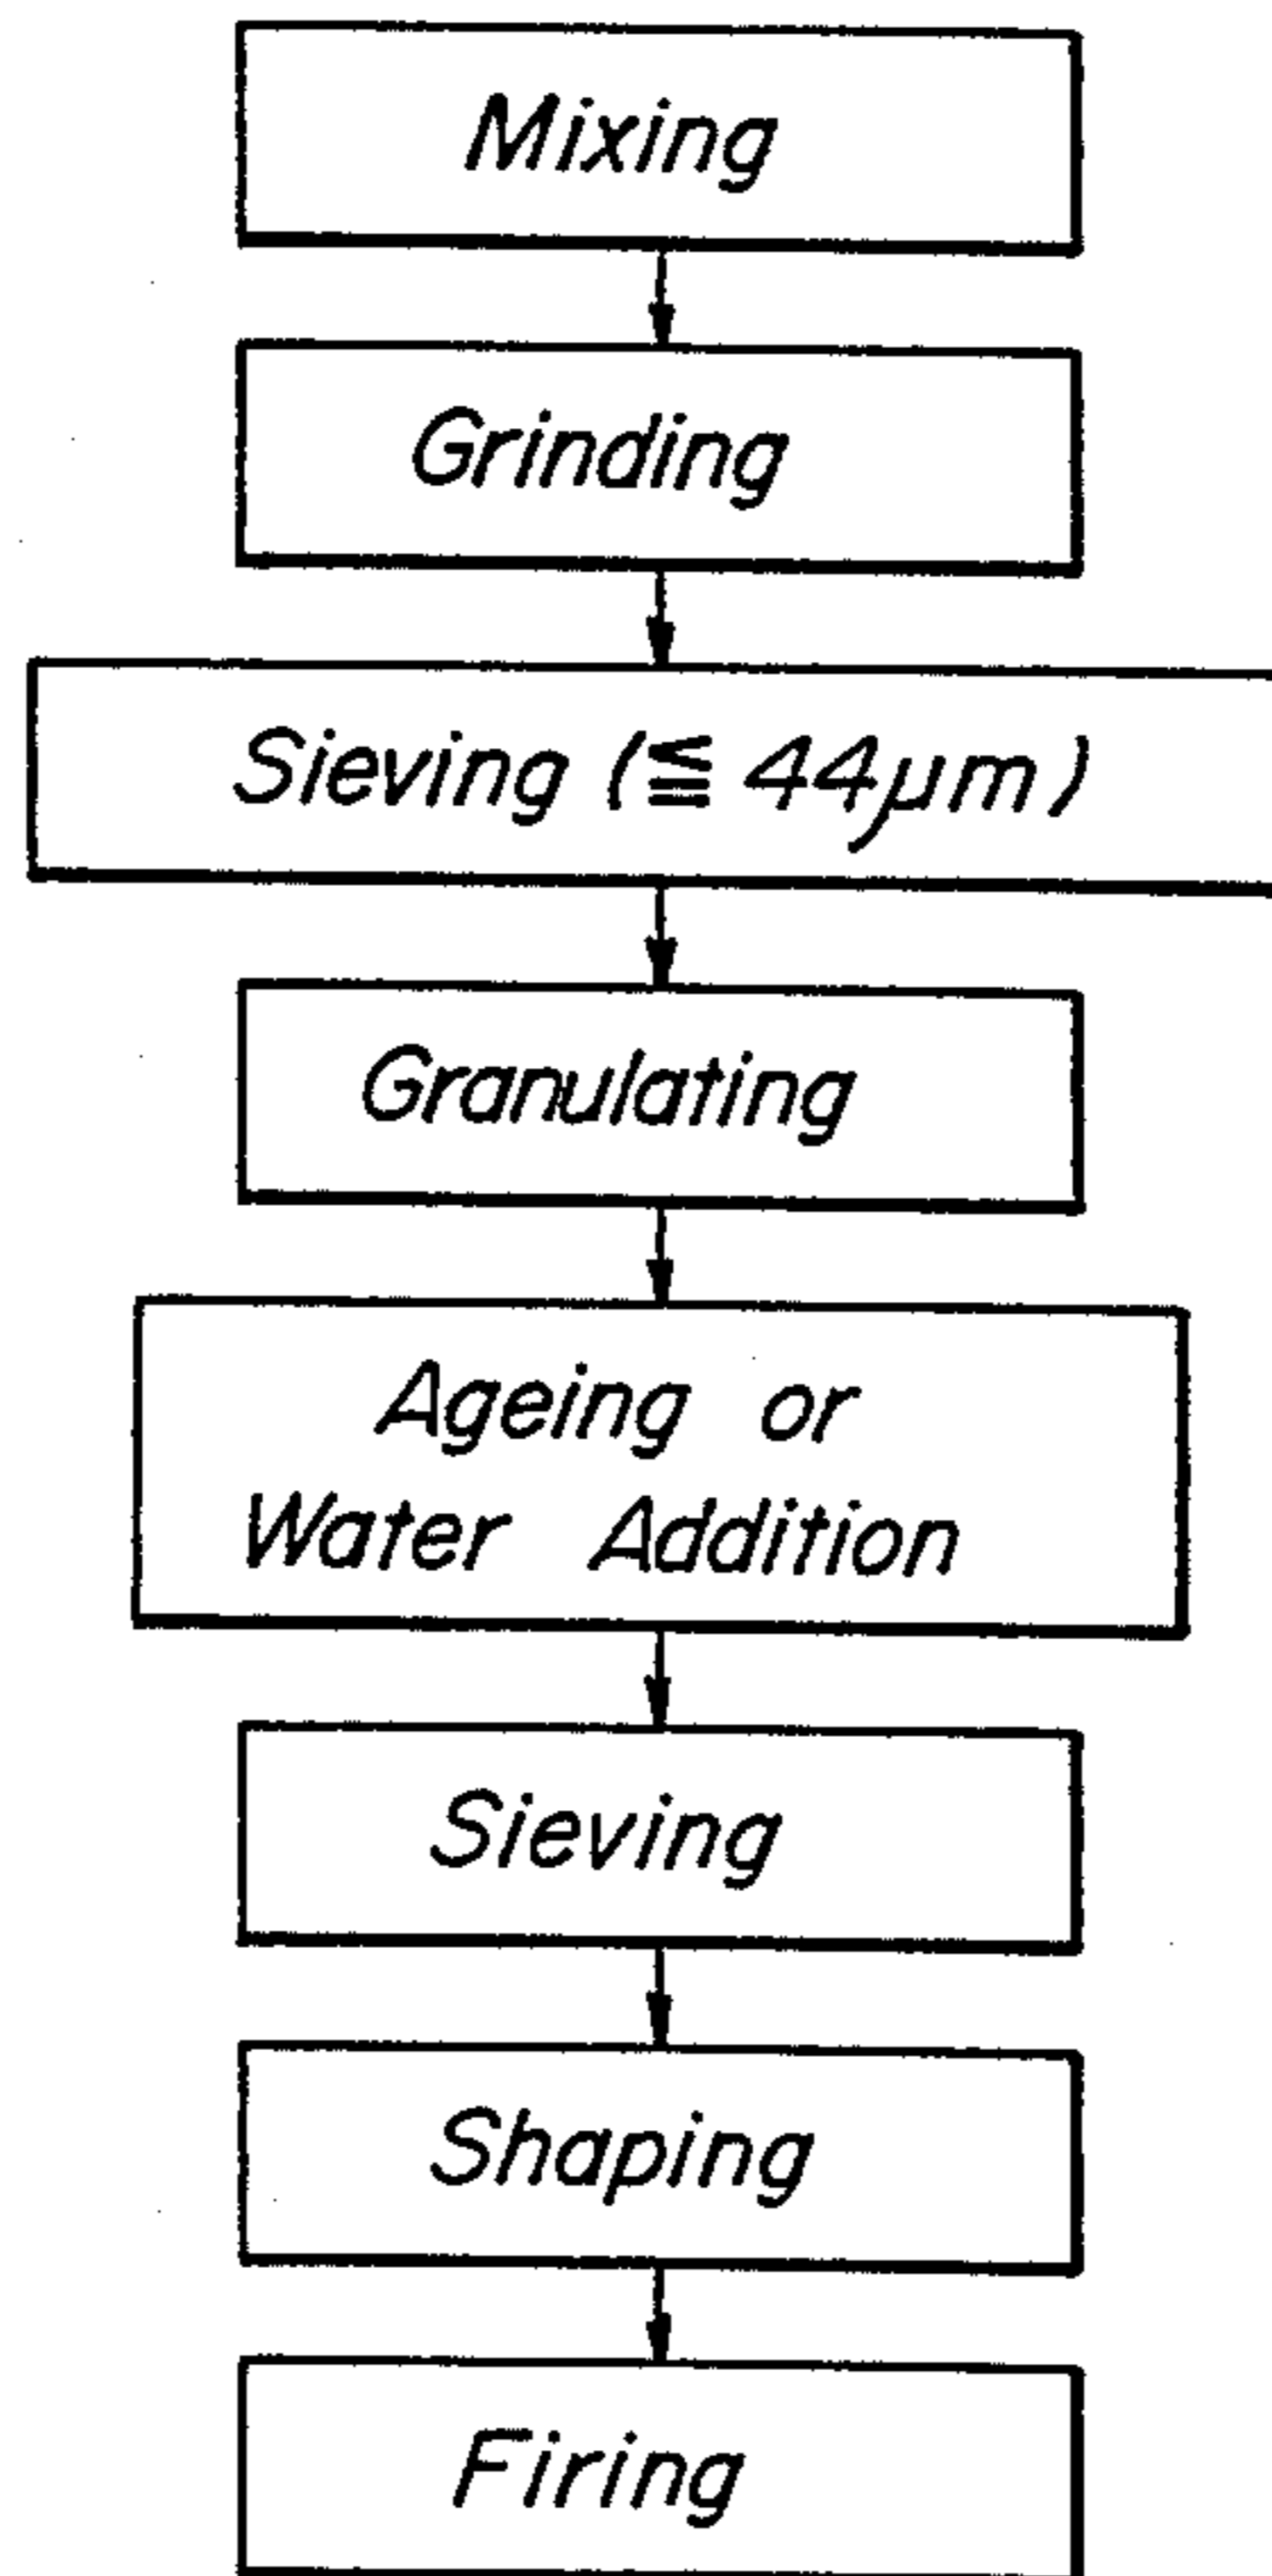 Mixing
Grinding
Sieving (≦ 44μm)
Granulating
Ageing or
Water Addition
Sieving
Shaping
Firing